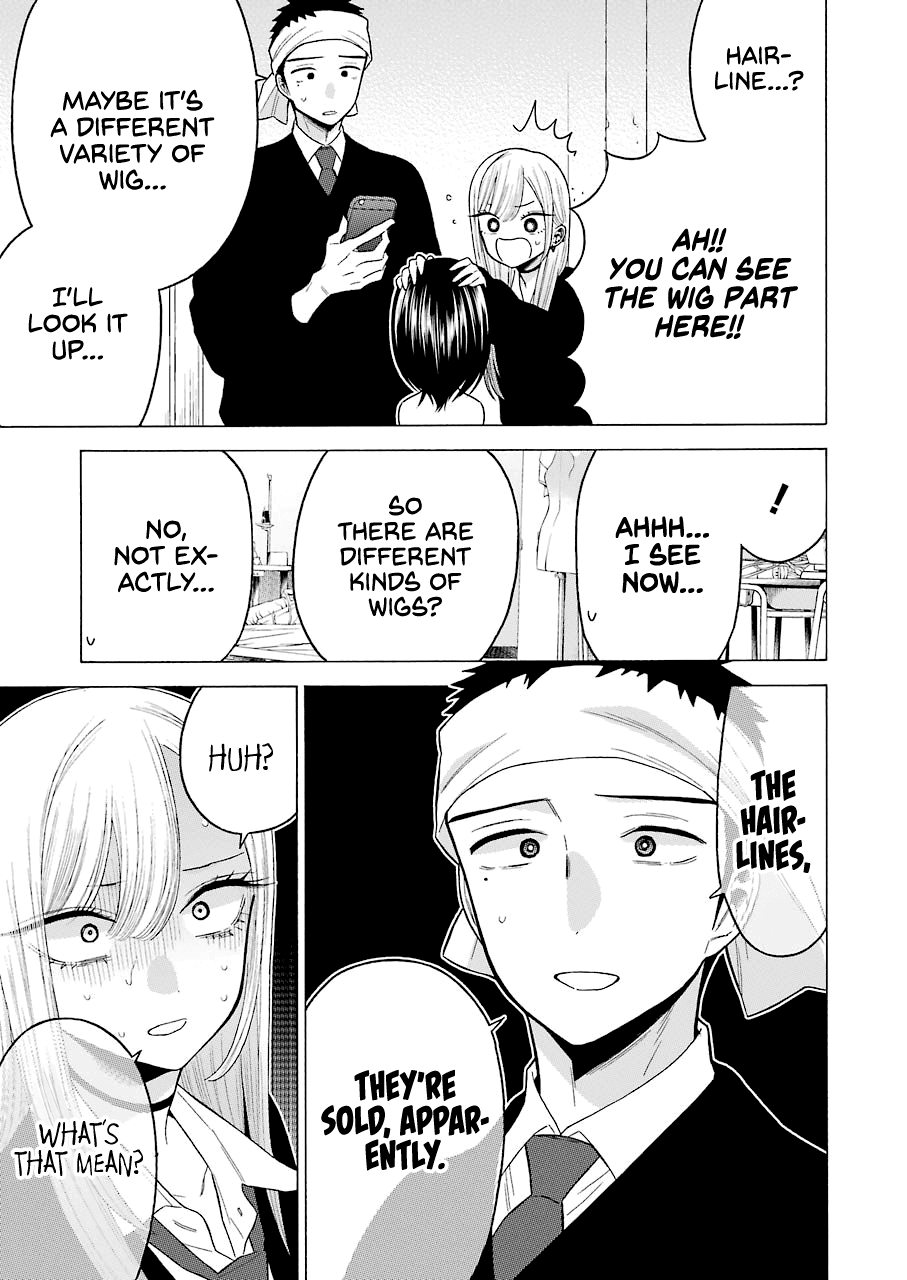 HAIR-
LINE...?
AH!!
YOU CAN SEE
THE WIG PART
HERE!!
MAYBE IT'S
A DIFFERENT
VARIETY OF
WIG...
I'LL
LOOK IT
UP...
!
AHHH...
I SEE
NOW...
SO
THERE ARE
DIFFERENT
KINDS OF
WIGS?
NO,
NOT EX-
ACTLY...
THE
HAIR-
LINES,
THEY'RE
SOLD, APPAR-
ENTLY.
HUH?
WHAT'S
THAT MEAN?